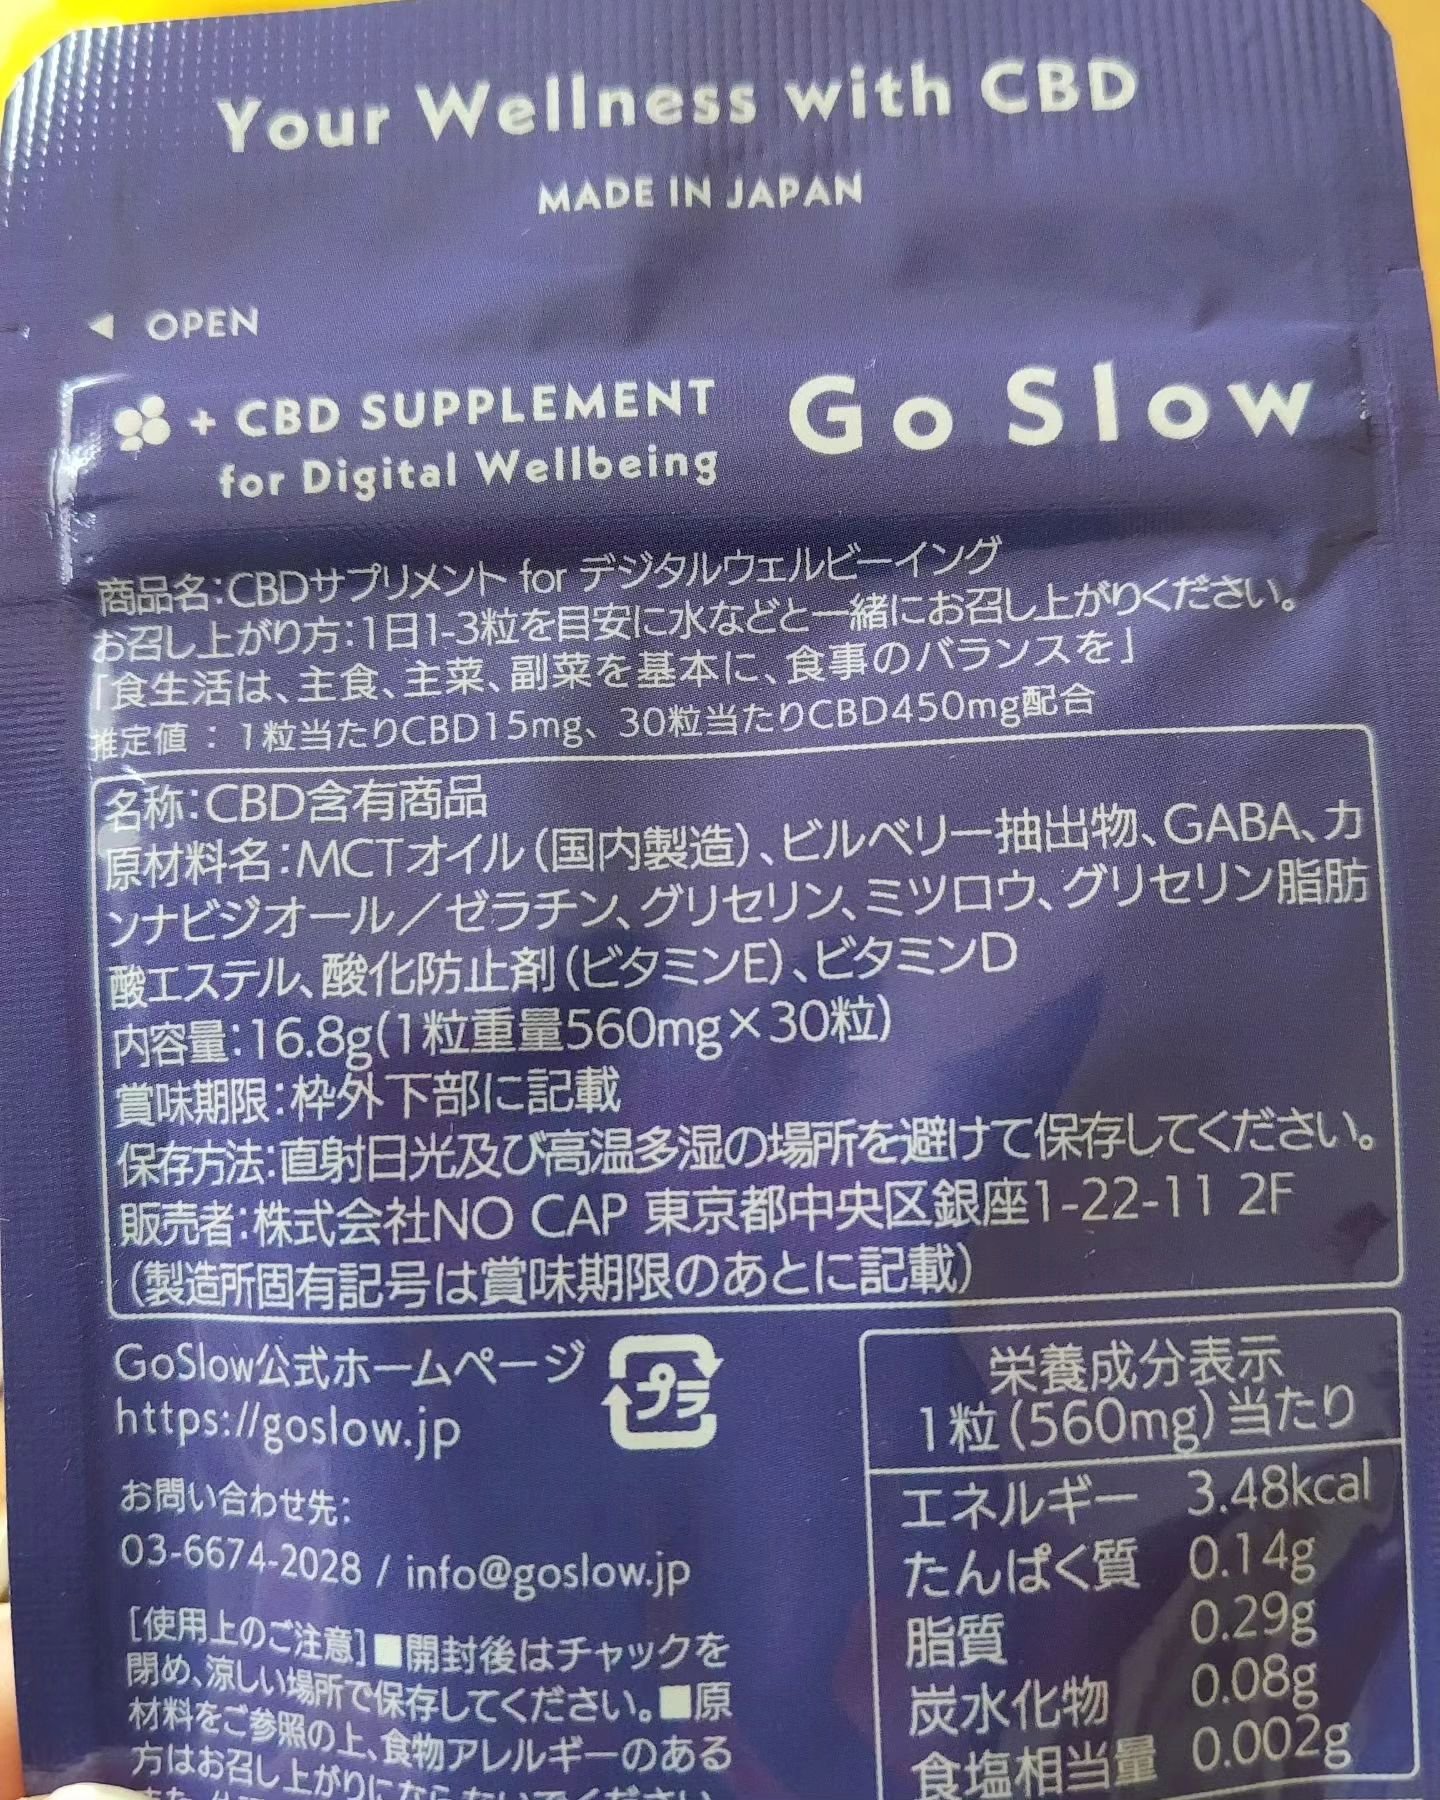 Your Wellness with CBD
MADE IN JAPAN
◀ OPEN
+ CBD SUPPLEMENT
for Digital Wellbeing
Go Slow
商品名:CBDサプリメント for デジタルウェルビーイング
お召し上がり方:1日1-3粒を目安に水などと一緒にお召し上がりください。
「食生活は、主食、主菜、副菜を基本に、食事のバランスを」
推定値 : 1粒当たりCBD15mg、30粒当たりCBD450mg配合
名称:CBD含有商品
原材料名:MCTオイル(国内製造)、ビルベリー抽出物、GABA、カ
ンナビジオール/ゼラチン、グリセリン、ミツロウ、グリセリン脂肪
酸エステル、酸化防止剤(ビタミンE)、ビタミンD
内容量:16.8g(1粒重量560mg×30粒)
賞味期限:枠外下部に記載
保存方法:直射日光及び高温多湿の場所を避けて保存してください。
販売者:株式会社NO CAP 東京都中央区銀座1-22-11 2F
(製造所固有記号は賞味期限のあとに記載)
GoSlow公式ホームページ
https://goslow.jp
プラ
お問い合わせ先:
03-6674-2028 / info@goslow.jp
[使用上のご注意]■開封後はチャックを
閉め、涼しい場所で保存してください。■原
材料をご参照の上、食物アレルギーのある
方はお召し上がりにならないでください
栄養成分表示
1粒(560mg)当たり
エネルギー 3.48kcal
たんぱく質 0.14g
脂質 0.29g
炭水化物 0.08g
食塩相当量 0.002g